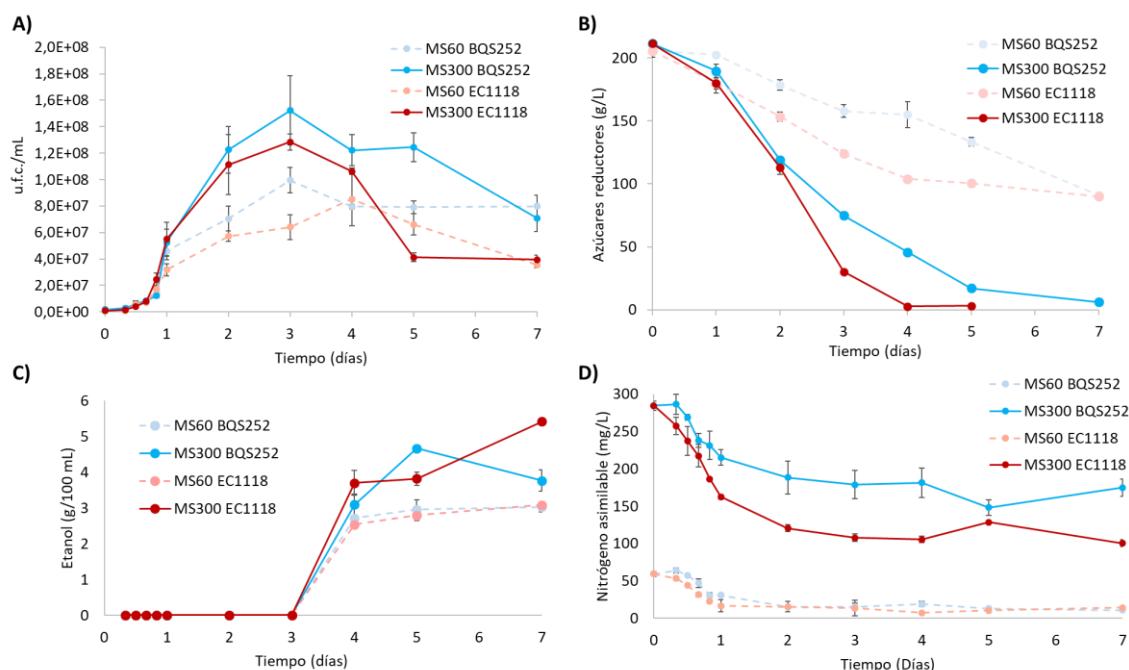 A)
2,0E+08
1,8E+08
1,6E+08
1,4E+08
1,2E+08
1,0E+08
8,0E+07
6,0E+07
4,0E+07
2,0E+07
0,0E+00
u.f.c./mL
MS60 BQS252
MS300 BQS252
MS60 EC1118
MS300 EC1118
0 1 2 3 4 5 6 7
Tiempo (días)
B)
200
150
100
50
0
Azúcares reductores (g/L)
MS60 BQS252
MS300 BQS252
MS60 EC1118
MS300 EC1118
0 1 2 3 4 5 6 7
Tiempo (días)
C)
6
5
4
3
2
1
0
Etanol (g/100 mL)
MS60 BQS252
MS300 BQS252
MS60 EC1118
MS300 EC1118
0 1 2 3 4 5 6 7
Tiempo (días)
D)
300
250
200
150
100
50
0
Nitrógeno asimilable (mg/L)
MS60 BQS252
MS300 BQS252
MS60 EC1118
MS300 EC1118
0 1 2 3 4 5 6 7
Tiempo (Días)